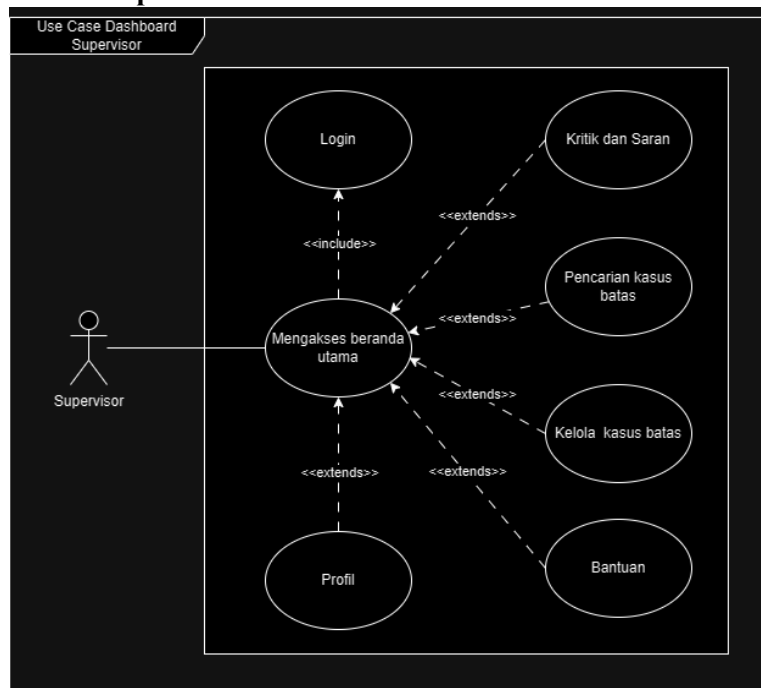 Use Case Dashboard
Supervisor
Login
Kritik dan Saran
<<extends>>
<<include>>
Pencarian kasus
batas
<<extends>>
Mengakses beranda
utama
Supervisor
<<extends>>
Kelola kasus batas
<<extends>>
<<extends>>
Profil
Bantuan